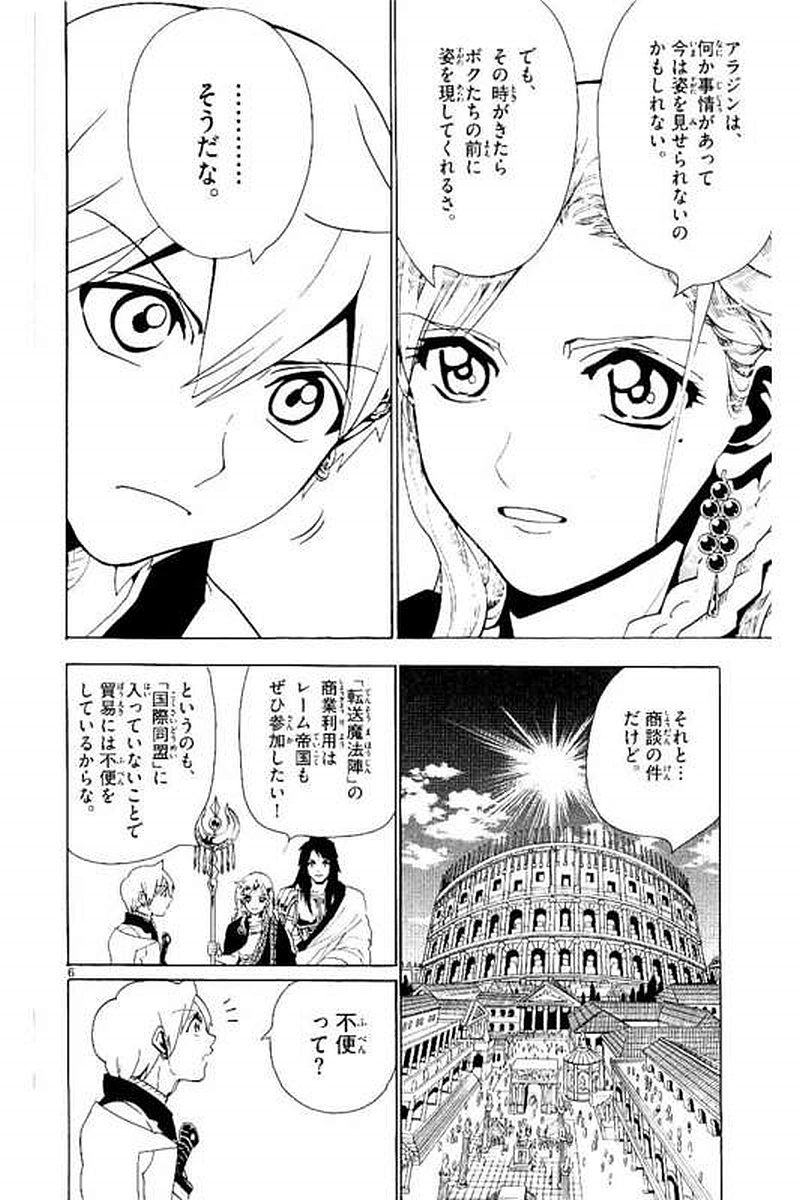 アラジンは、
何か事情があって
今は姿を見せられないの
かもしれない。
でも、
その時がきたら
ボクたちの前に
姿を現してくれるさ。
…………
そうだな。
それと…
商談の件
だけど。
「転送魔法陣」の
商業利用は
レーム帝国も
ぜひ参加したい！
というのも、
「国際同盟」に
入っていないことで
貿易には不便を
しているからな。
不便
って？
6